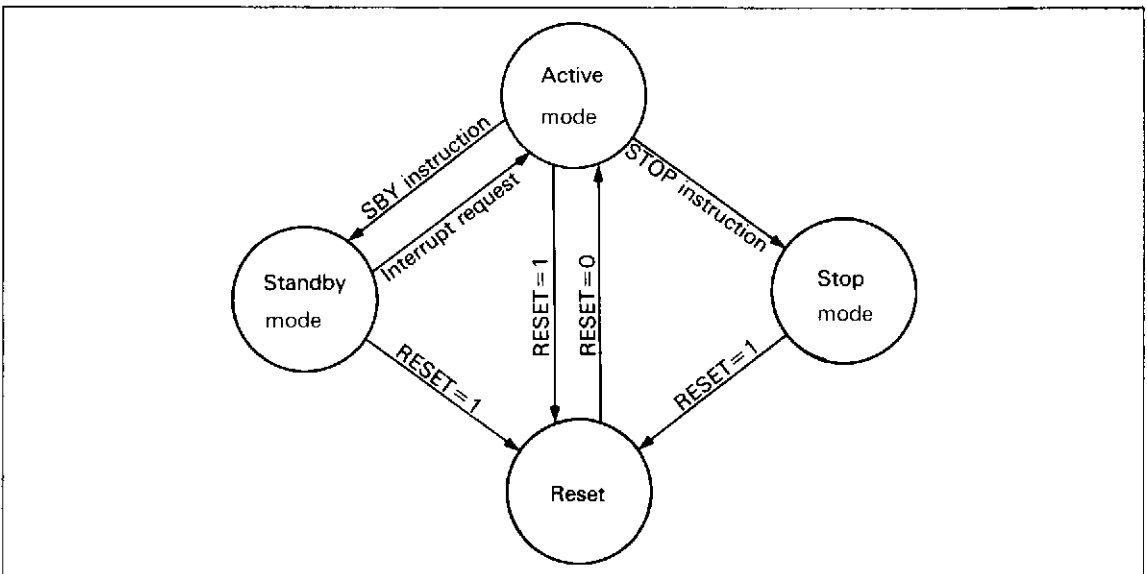 Active
mode
SBY instruction
Interrupt request
STOP instruction
Standby
mode
RESET=1
RESET=0
Stop
mode
RESET=1
RESET=1
Reset